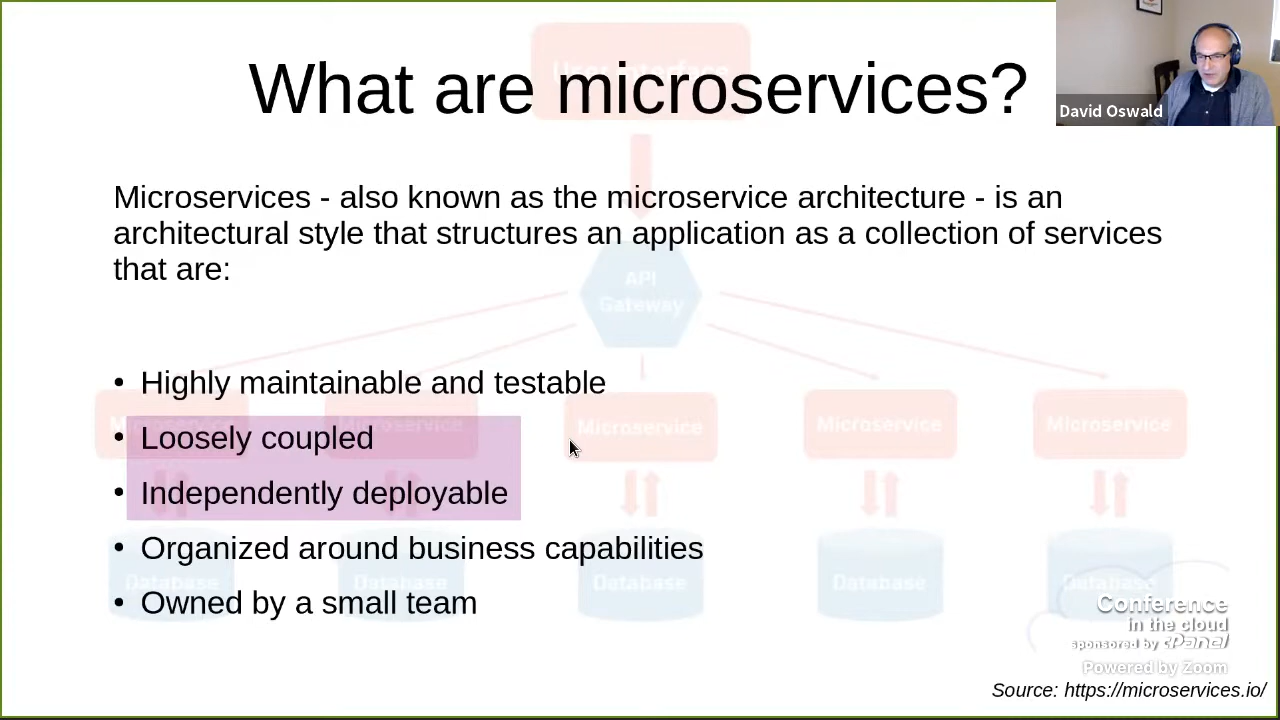 User Interface
What are microservices?
David Oswald
Microservices - also known as the microservice architecture - is an
architectural style that structures an application as a collection of services
that are:
API
Gateway
• Highly maintainable and testable
Microservice Microservice Microservice Microservice Microservice
• Loosely coupled
• Independently deployable
• Organized around business capabilities
Database Database Database Database Database
• Owned by a small team
Conference
in the cloud
sponsored by cPanel
Powered by Zoom
Source: https://microservices.io/